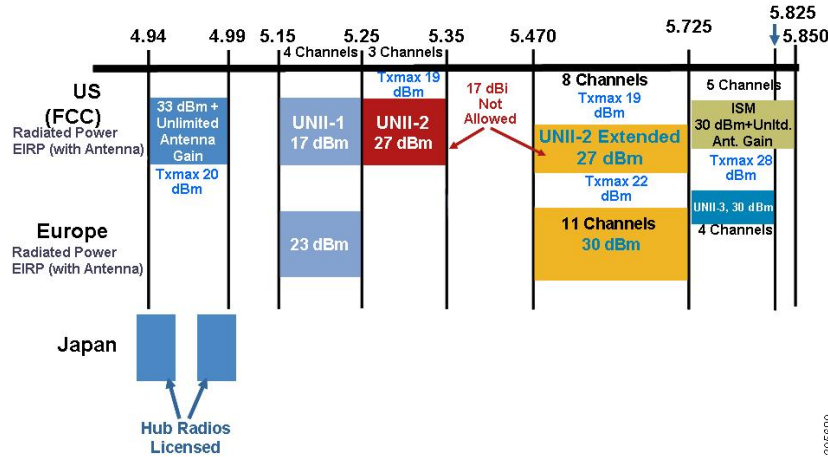 5.825
4.94 4.99 5.15 5.25 5.35 5.470 5.725 5.850
4 Channels 3 Channels
US
(FCC)
Radiated Power
EIRP (with Antenna)
33 dBm +
Unlimited
Antenna
Gain
Txmax 20
dBm
UNII-1
17 dBm
Txmax 19
dBm
UNII-2
27 dBm
17 dBi
Not
Allowed
8 Channels
Txmax 19
dBm
UNII-2 Extended
27 dBm
Txmax 22
dBm
5 Channels
ISM
30 dBm+Unltd.
Ant. Gain
Txmax 28
dBm
UNII-3, 30 dBm
4 Channels
Europe
Radiated Power
EIRP (with Antenna)
23 dBm
11 Channels
30 dBm
Japan
Hub Radios
Licensed